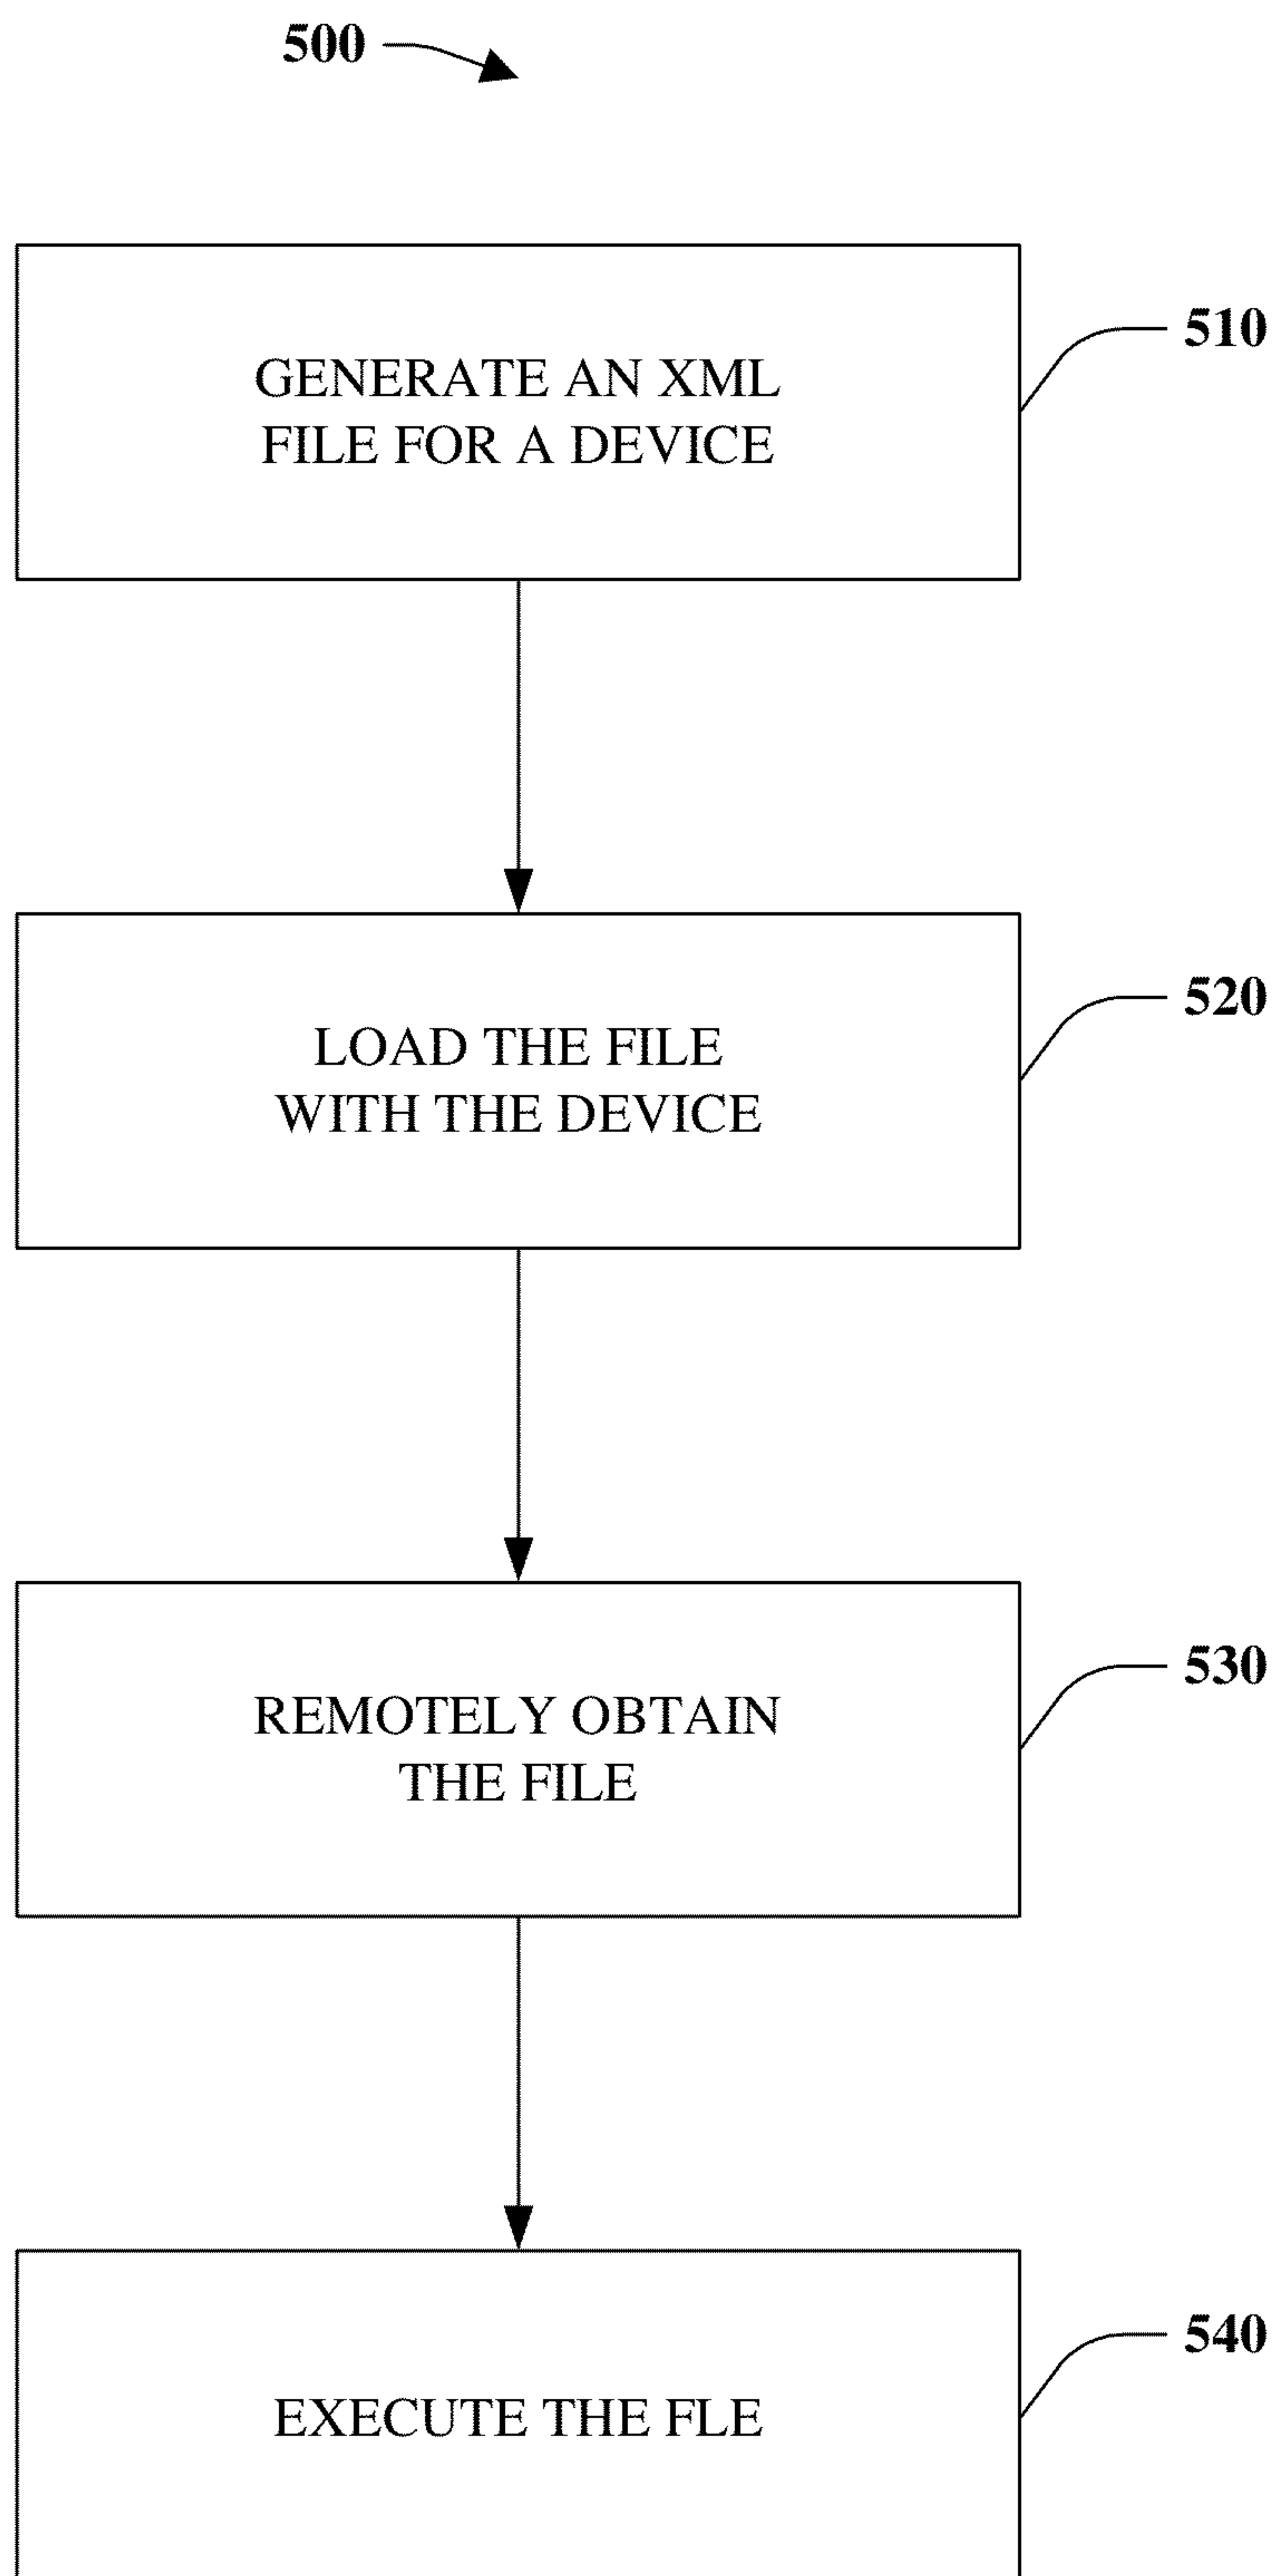 500
GENERATE AN XML
FILE FOR A DEVICE
510
LOAD THE FILE
WITH THE DEVICE
520
REMOTELY OBTAIN
THE FILE
530
EXECUTE THE FLE
540